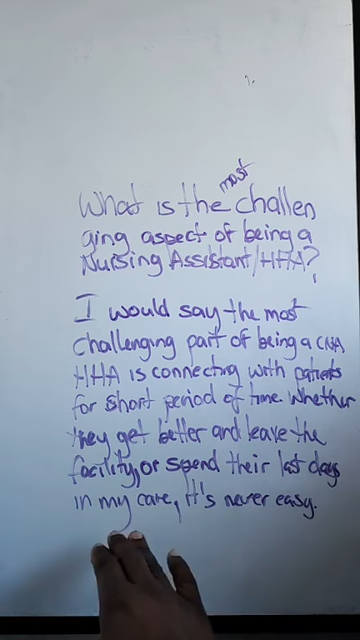 What is the most challen
ging aspect of being a
Nursing Assistant/HHA?
I would say the most
challenging part of being a CNA
HHA is connecting with patients
for short period of time. Whether
they get better and leave the
facility, or spend their last days
in my care, it's never easy.